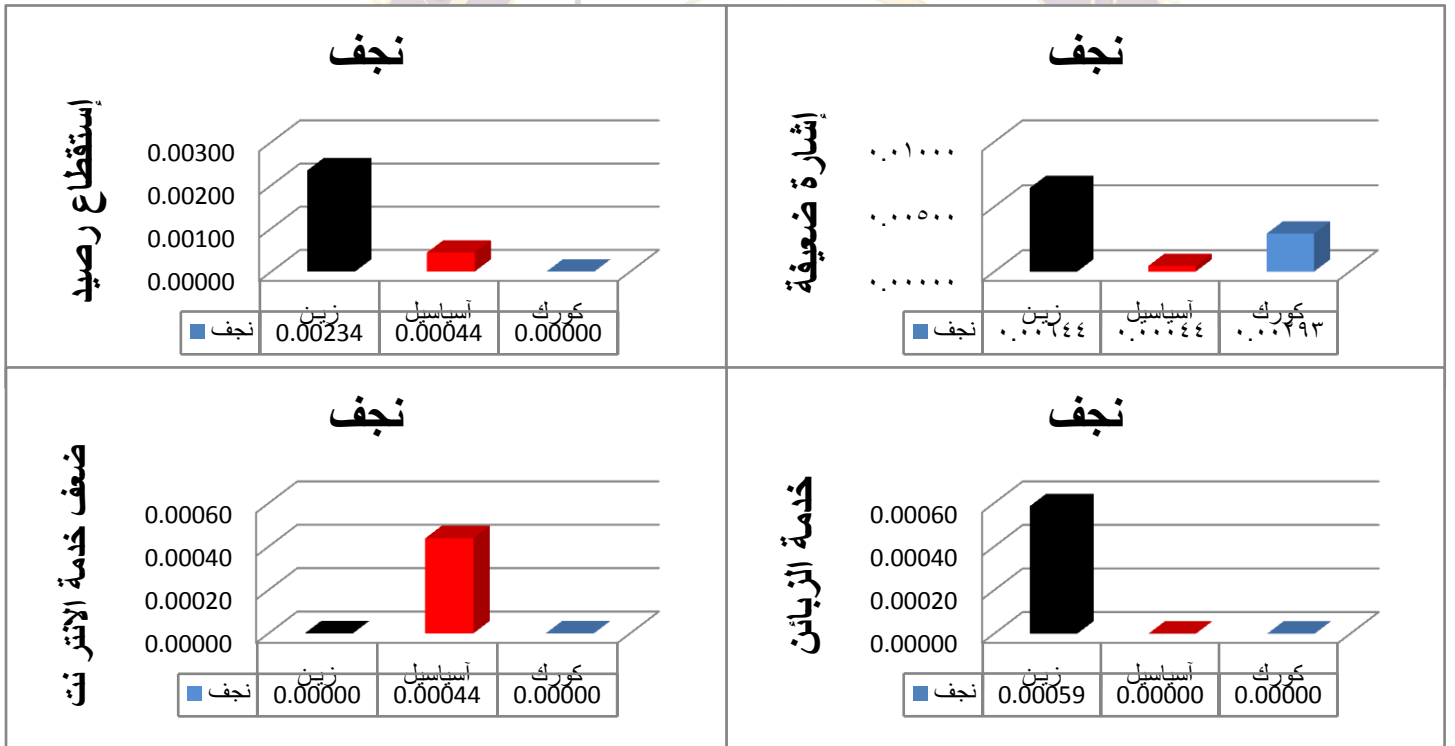 نجف
إستقطاع رصيد
0.00300
0.00200
0.00100
0.00000
زين آسياسيل كورك
نجف 0.00234 0.00044 0.00000
نجف
إشارة ضعيفة
٠.٠١٠٠٠
٠.٠٠٥٠٠
٠.٠٠٠٠٠
زين آسياسيل كورك
نجف ٠.٠٠٦٤٤ ٠.٠٠٠٤٤ ٠.٠٠٢٩٣
نجف
ضعف خدمة الانتر نت
0.00060
0.00040
0.00020
0.00000
زين آسياسيل كورك
نجف 0.00000 0.00044 0.00000
نجف
خدمة الزبائن
0.00060
0.00040
0.00020
0.00000
زين آسياسيل كورك
نجف 0.00059 0.00000 0.00000